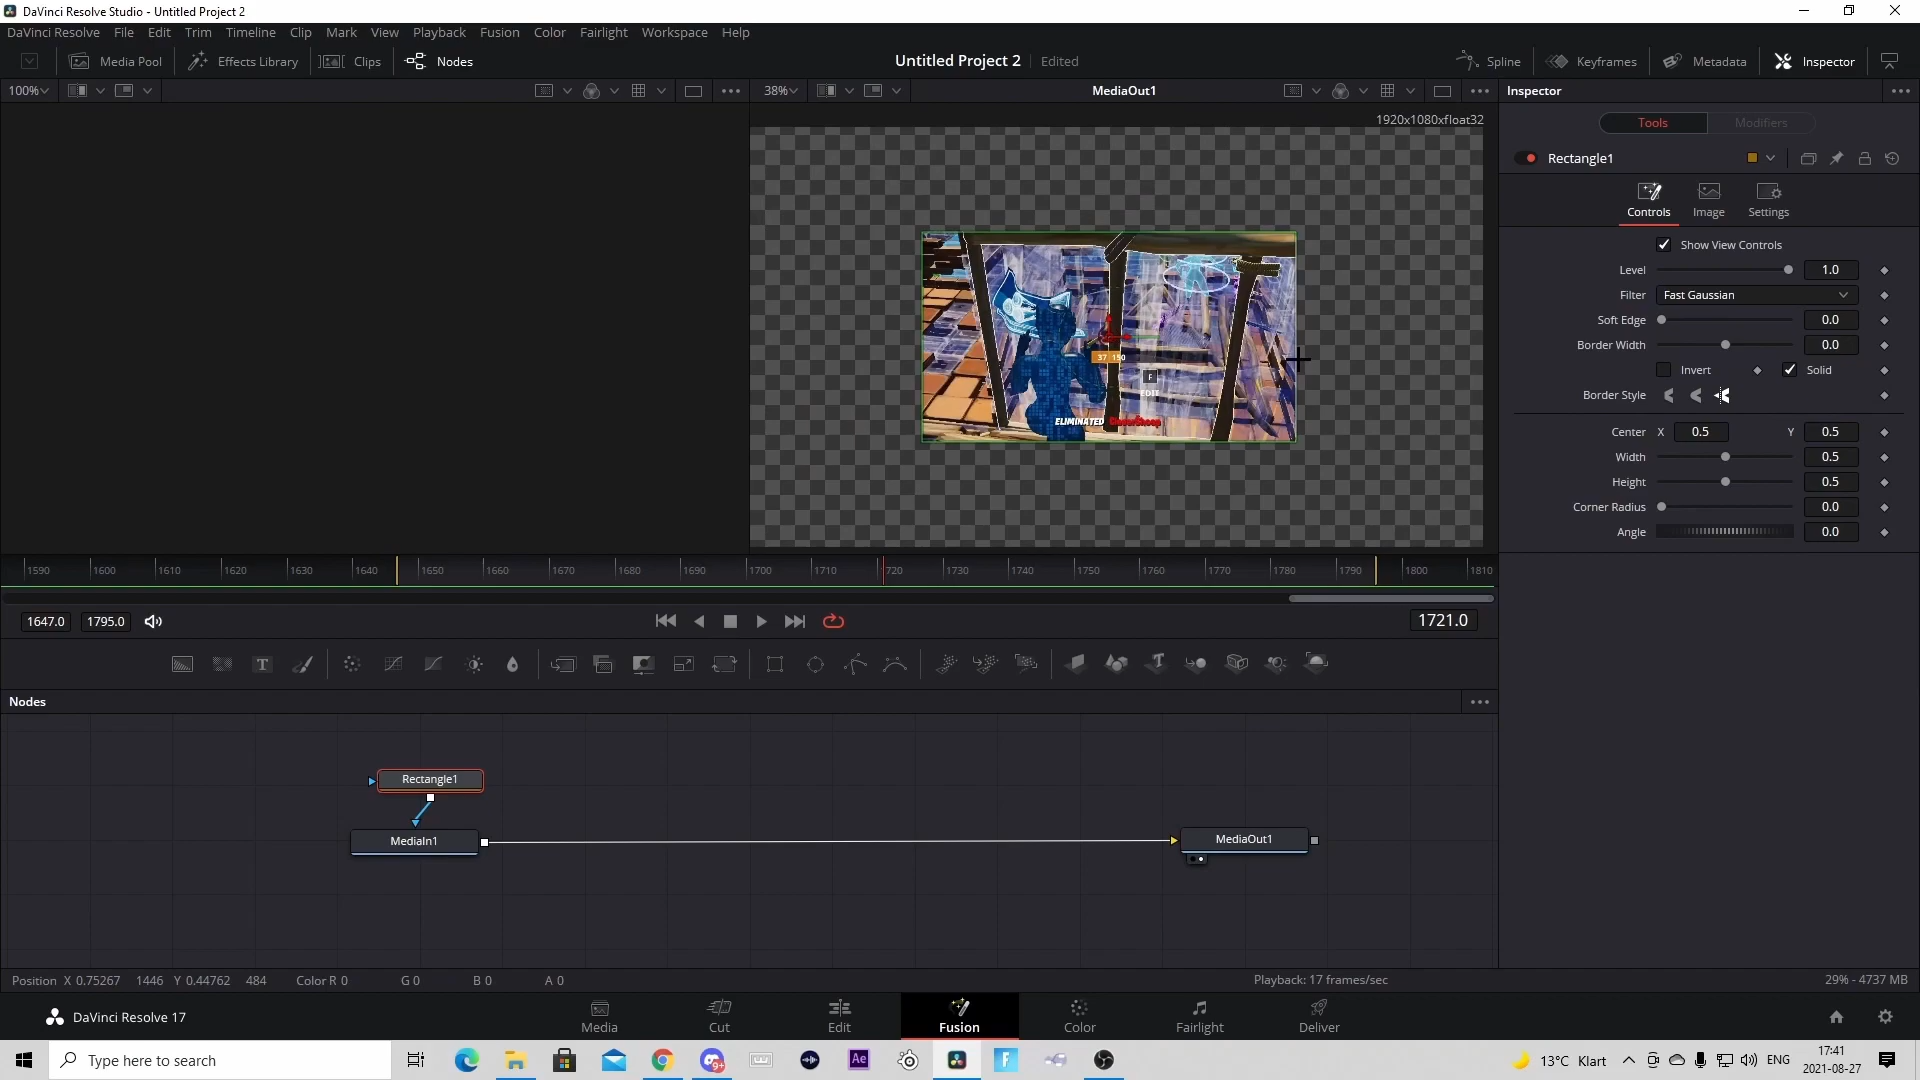 DaVinci Resolve Studio - Untitled Project 2
DaVinci Resolve File Edit Trim Timeline Clip Mark View Playback Fusion Color Fairlight Workspace Help
Media Pool Effects Library Clips Nodes Untitled Project 2 Edited Spline Keyframes Metadata Inspector
100% 38% MediaOut1 Inspector
1920x1080xfloat32
Tools Modifiers
Rectangle1
Controls Image Settings
Show View Controls
Level 1.0
Filter Fast Gaussian
Soft Edge 0.0
Border Width 0.0
Invert Solid
Border Style
Center X 0.5 Y 0.5
Width 0.5
Height 0.5
Corner Radius 0.0
Angle 0.0
37 190
F
EDIT
ELIMINATED
1590 1600 1610 1620 1630 1640 1650 1660 1670 1680 1690 1700 1710 720 1730 1740 1750 1760 1770 1780 1790 1800 1810
1647.0 1795.0 1721.0
T T
Nodes
Rectangle1
MediaIn1 MediaOut1
Position X 0.75267 1446 Y 0.44762 484 Color R 0 G 0 B 0 A 0 Playback: 17 frames/sec 29% - 4737 MB
DaVinci Resolve 17 Media Cut Edit Fusion Color Fairlight Deliver
Type here to search 9+ Ae F 13°C Klart ENG 17:41
2021-08-27